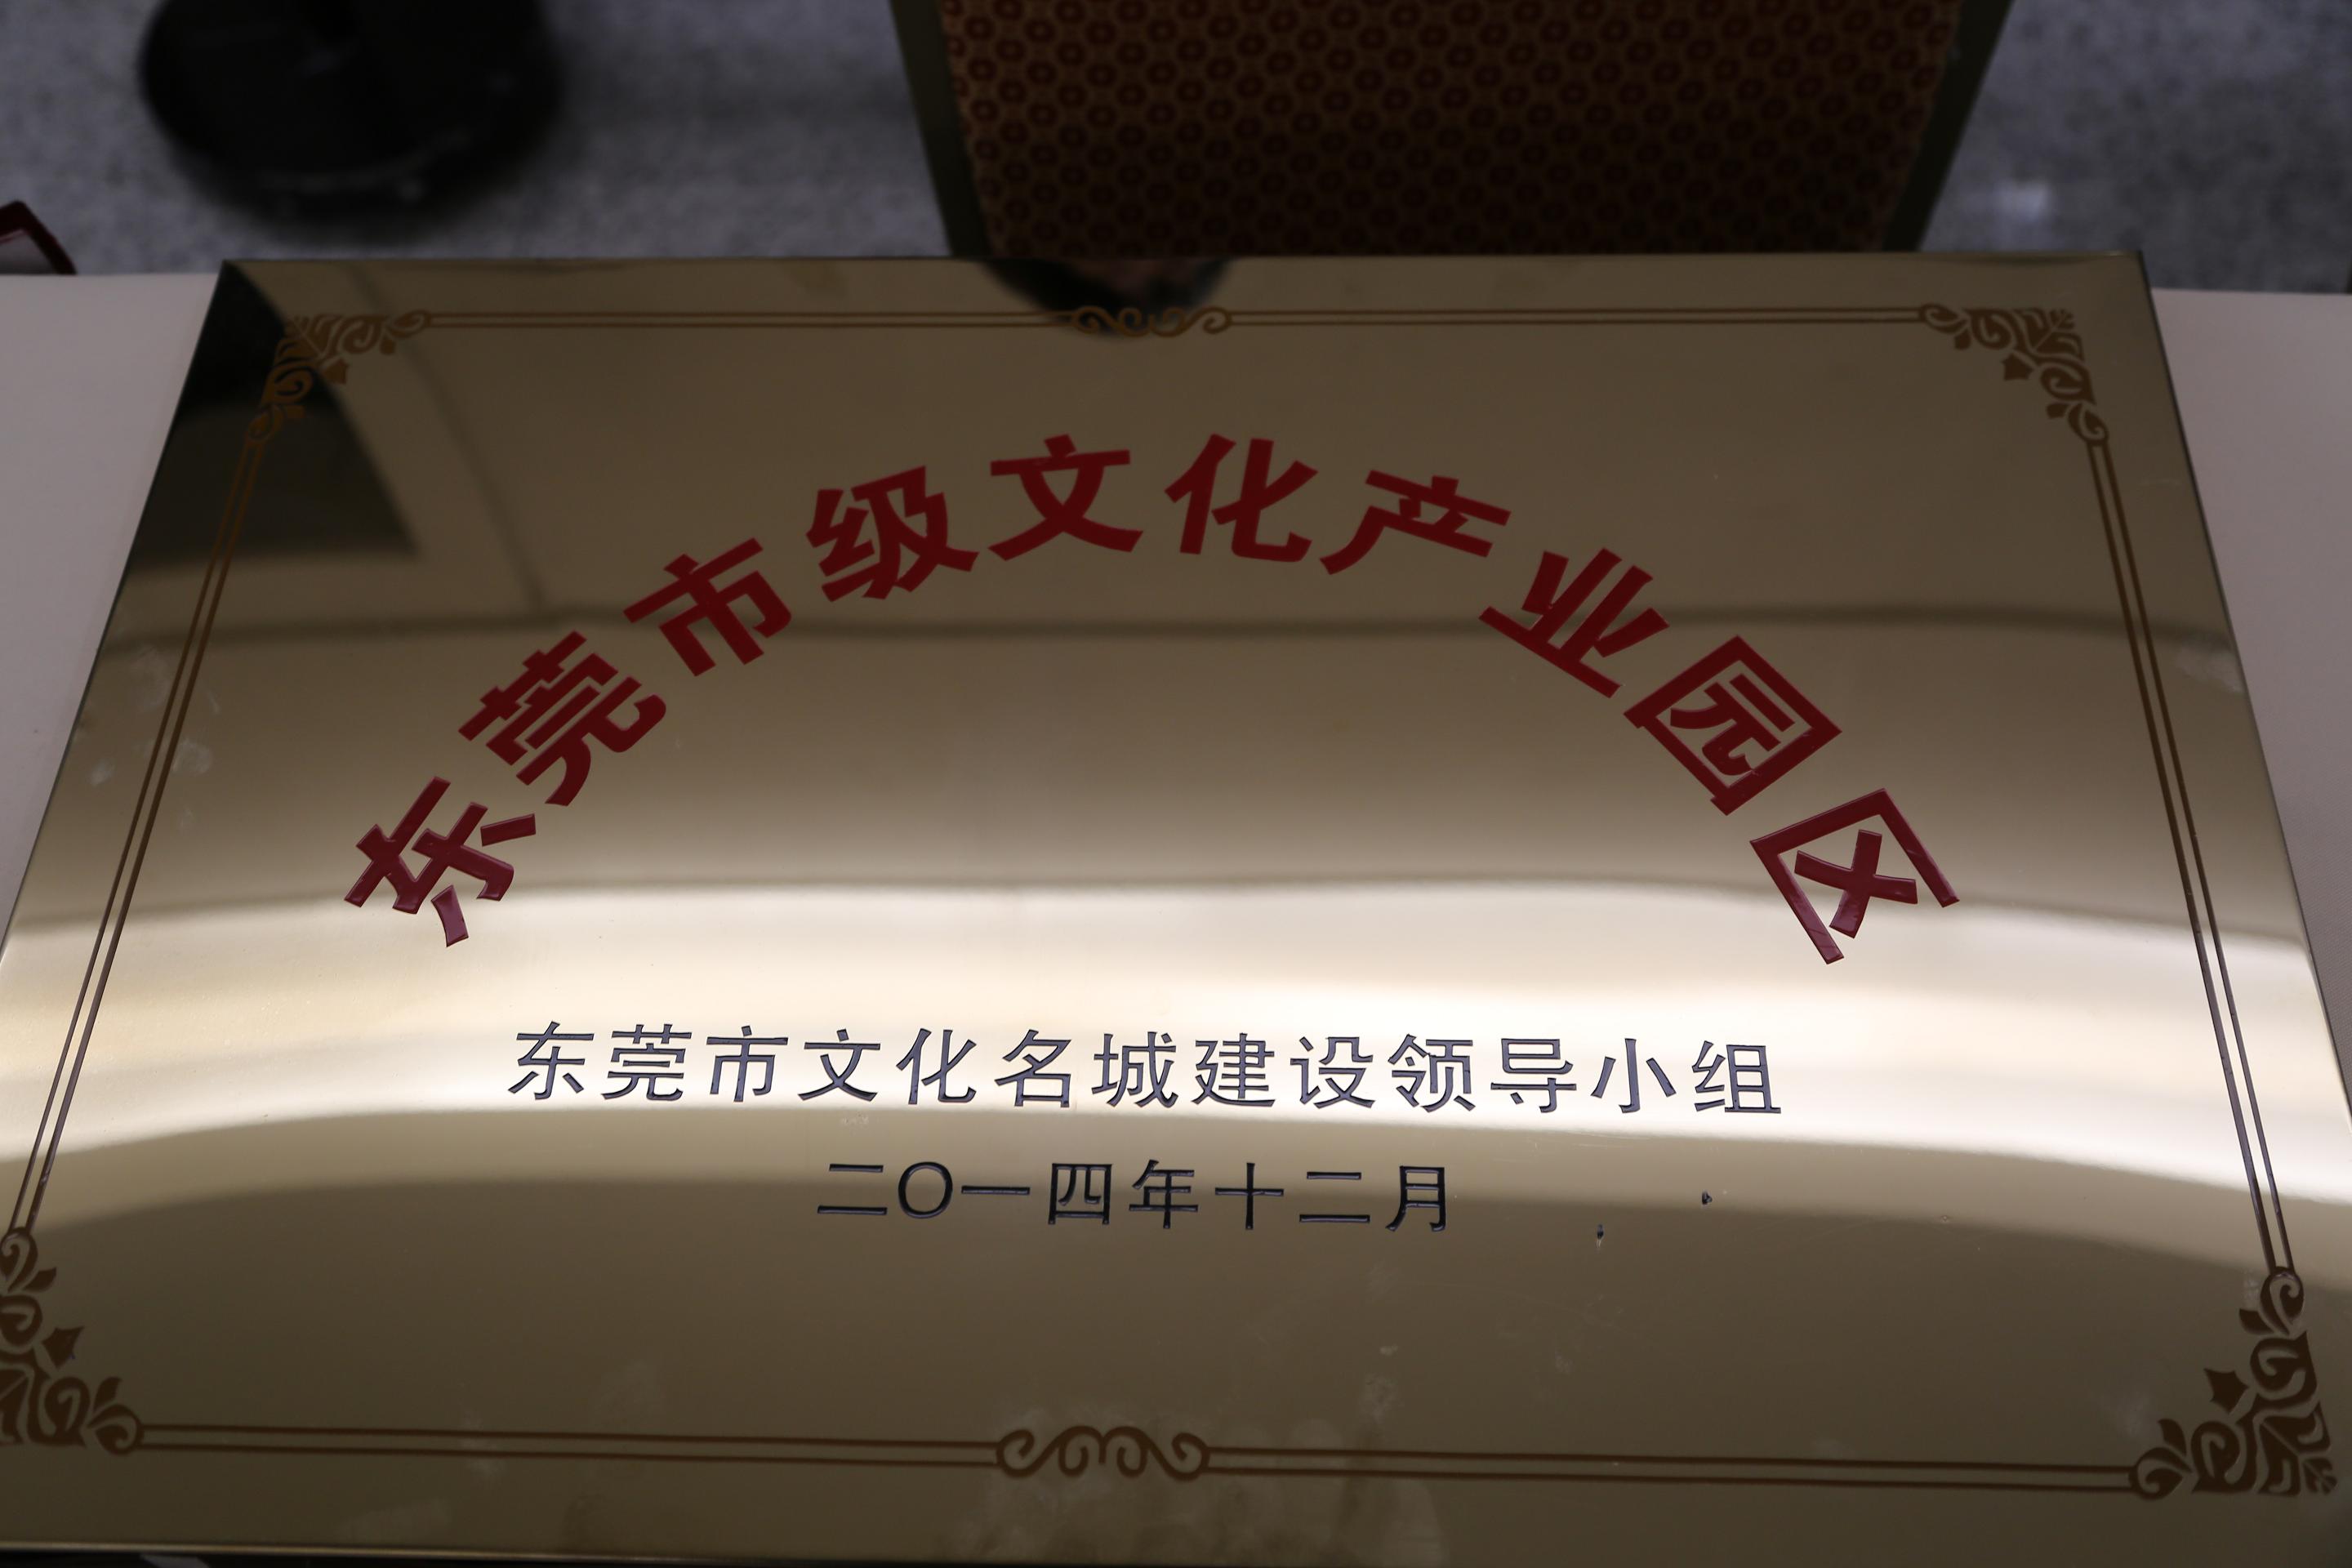 东莞市级文化产业园区
东莞市文化名城建设领导小组
二〇一四年十二月